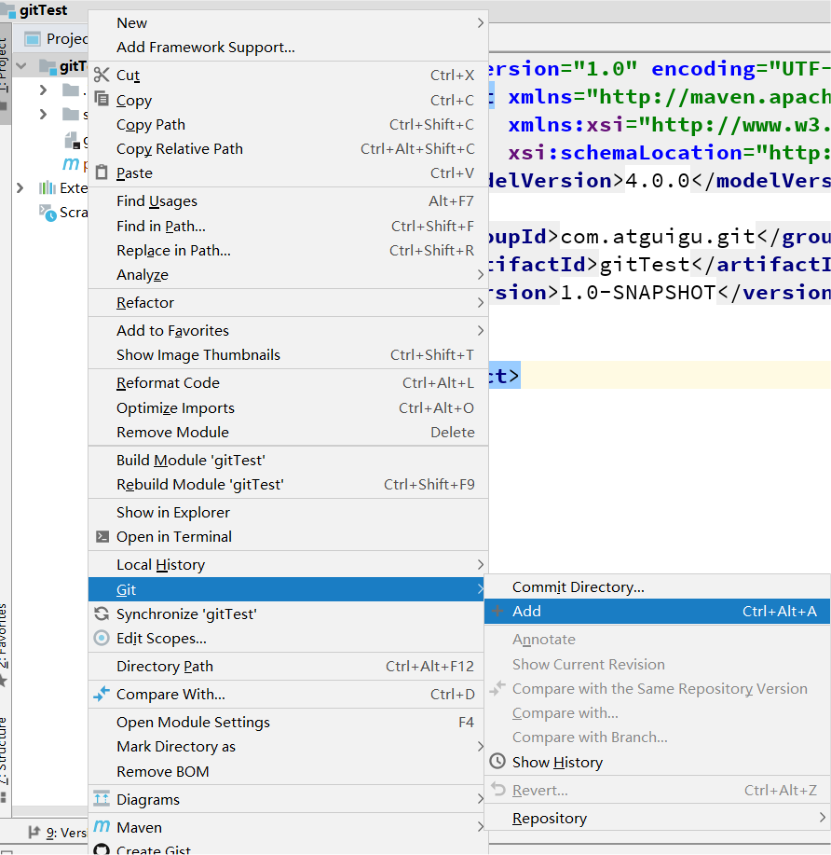 gitTest
1: Project
Projec
gitT
Exte
Scra
2: Favorites
7: Structure
9: Vers
New
Add Framework Support...
Cut Ctrl+X
Copy Ctrl+C
Copy Path Ctrl+Shift+C
Copy Relative Path Ctrl+Alt+Shift+C
Paste Ctrl+V
Find Usages Alt+F7
Find in Path... Ctrl+Shift+F
Replace in Path... Ctrl+Shift+R
Analyze
Refactor
Add to Favorites
Show Image Thumbnails Ctrl+Shift+T
Reformat Code Ctrl+Alt+L
Optimize Imports Ctrl+Alt+O
Remove Module Delete
Build Module 'gitTest'
Rebuild Module 'gitTest' Ctrl+Shift+F9
Show in Explorer
Open in Terminal
Local History
Git
Synchronize 'gitTest'
Edit Scopes...
Directory Path Ctrl+Alt+F12
Compare With... Ctrl+D
Open Module Settings F4
Mark Directory as
Remove BOM
Diagrams
Maven
Create Gist...
Commit Directory...
Add Ctrl+Alt+A
Annotate
Show Current Revision
Compare with the Same Repository Version
Compare with...
Compare with Branch...
Show History
Revert... Ctrl+Alt+Z
Repository
ersion="1.0" encoding="UTF-
xmlns="http://maven.apach
xmlns:xsi="http://www.w3.
xsi:schemaLocation="http:
delVersion>4.0.0</modelVers
oupId>com.atguigu.git</grou
tifactId>gitTest</artifactI
rsion>1.0-SNAPSHOT</version
ct>